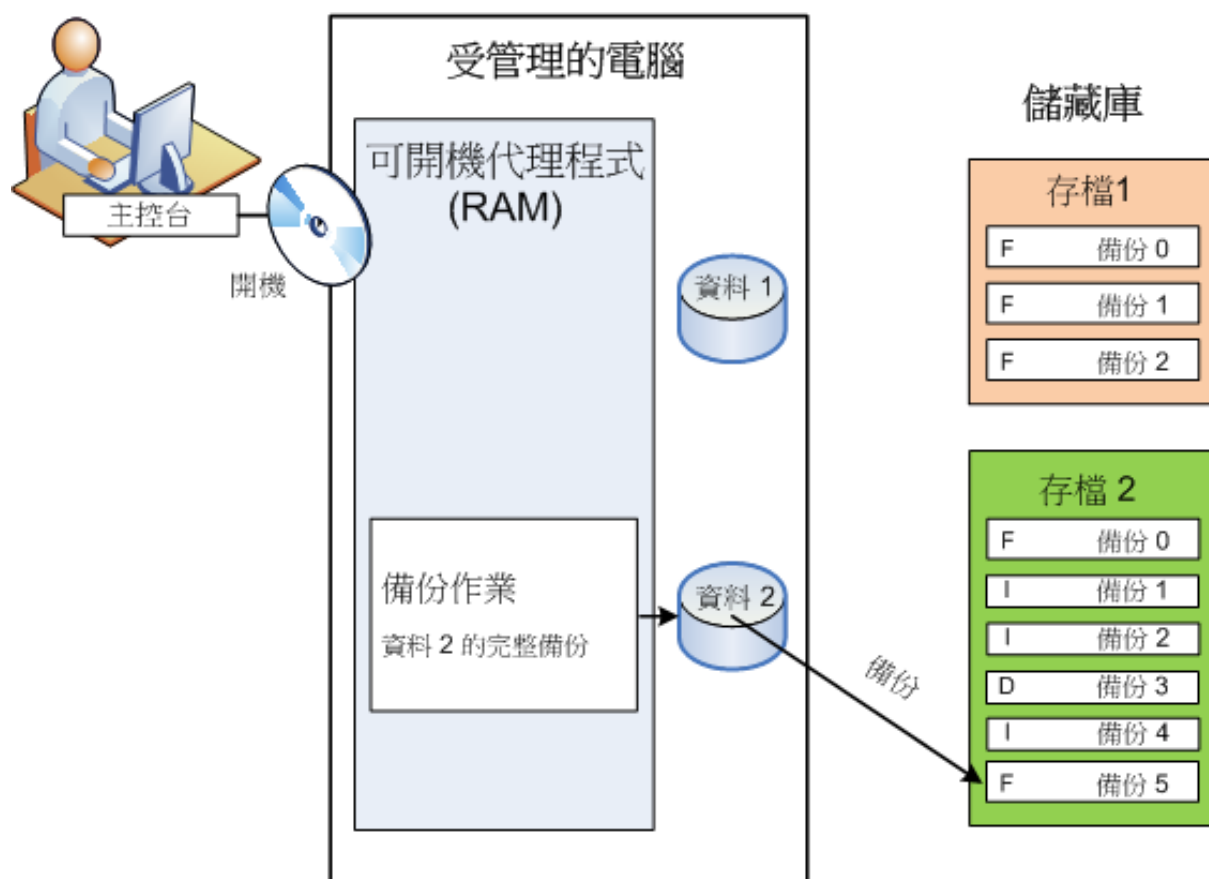 受管理的電腦
儲藏庫
可開機代理程式
(RAM)
主控台
開機
資料 1
存檔1
F 備份 0
F 備份 1
F 備份 2
備份作業
資料 2 的完整備份
資料 2
備份
存檔 2
F 備份 0
I 備份 1
I 備份 2
D 備份 3
I 備份 4
F 備份 5